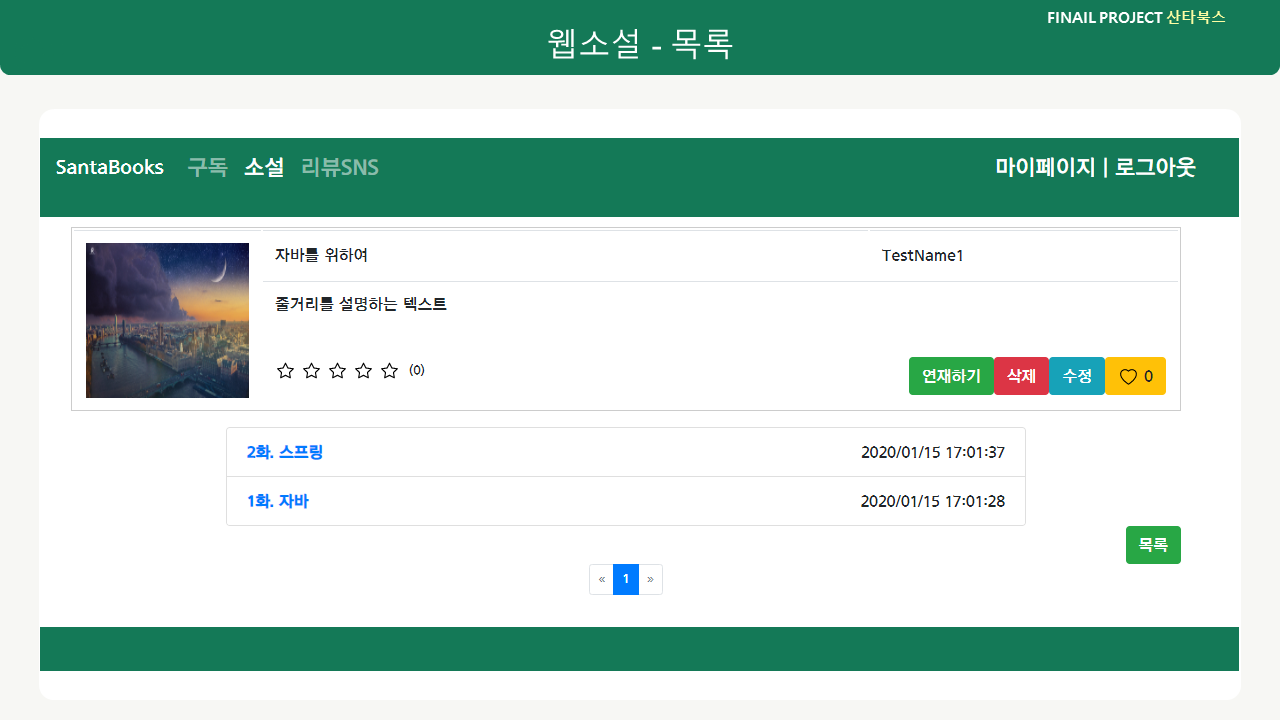 FINAIL PROJECT 산타북스
웹소설 - 목록
SantaBooks 구독 소설 리뷰SNS 마이페이지 | 로그아웃
자바를 위하여 TestName1
줄거리를 설명하는 텍스트
(0) 연재하기 삭제 수정 0
2화. 스프링 2020/01/15 17:01:37
1화. 자바 2020/01/15 17:01:28
목록
« 1 »